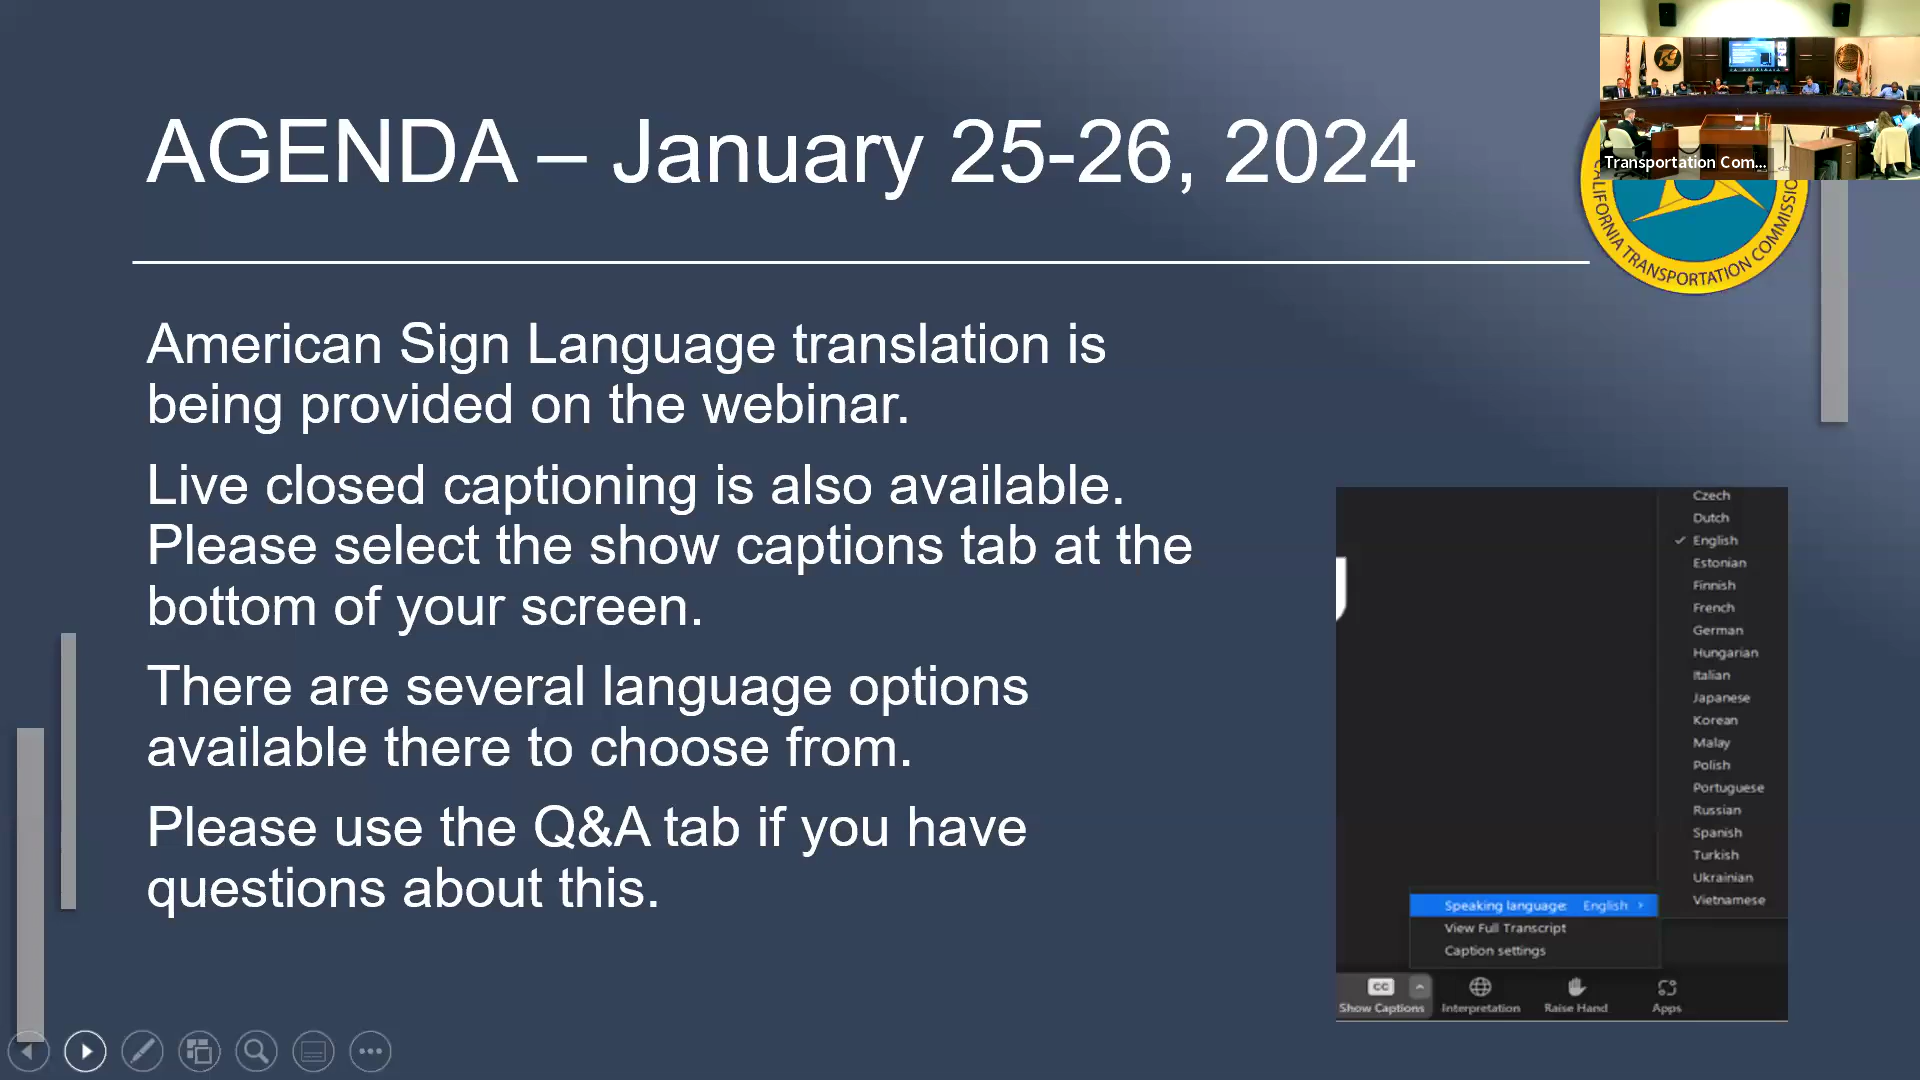 AGENDA – January 25-26, 2024
Transportation Com...
CALIFORNIA TRANSPORTATION COMMISSION
American Sign Language translation is
being provided on the webinar.
Live closed captioning is also available.
Please select the show captions tab at the
bottom of your screen.
There are several language options
available there to choose from.
Please use the Q&A tab if you have
questions about this.
Czech
Dutch
English
Estonian
Finnish
French
German
Hungarian
Italian
Japanese
Korean
Malay
Polish
Portuguese
Russian
Spanish
Turkish
Ukrainian
Vietnamese
Speaking language: English
View Full Transcript
Caption settings
CC
Show Captions
Interpretation
Raise Hand
Apps